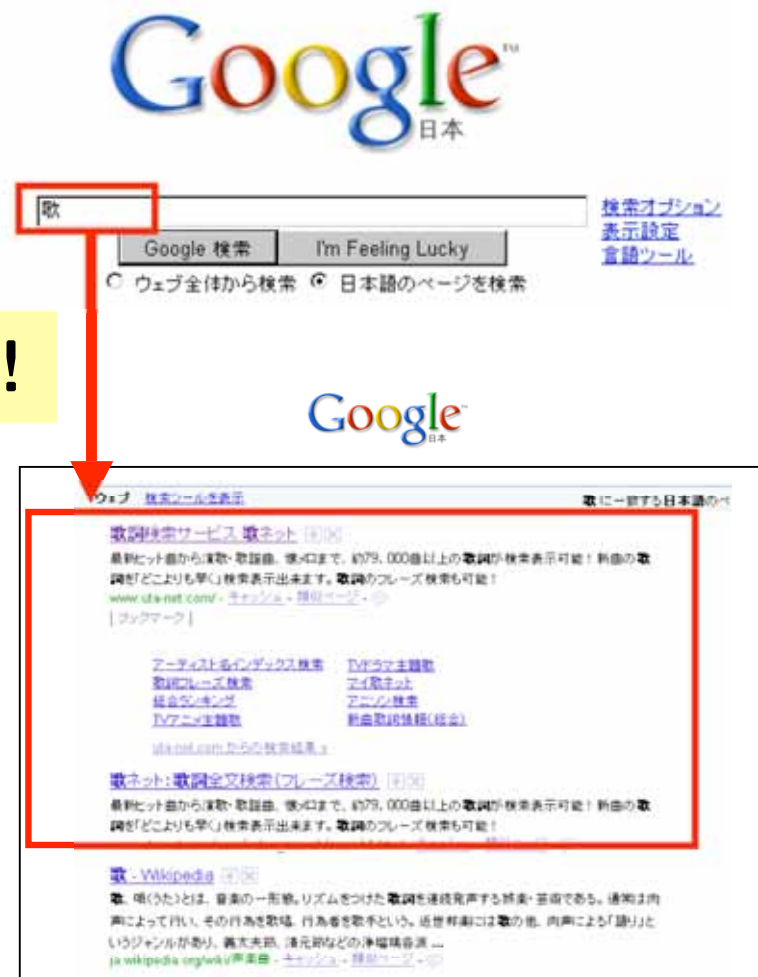 Google™
日本
歌
検索オプション
表示設定
言語ツール
Google 検索 I'm Feeling Lucky
ウェブ全体から検索 日本語のページを検索
!
Google™
日本
ウェブ 検索ツールを表示 歌に一致する日本語のペ
歌詞検索サービス 歌ネット
最新ヒット曲から演歌・歌謡曲、懐メロまで、約79,000曲以上の歌詞が検索表示可能！新曲の歌
詞を「どこよりも早く」検索表示出来ます。歌詞のフレーズ検索も可能！
www.uta-net.com/ - キャッシュ - 類似ページ -
[ブックマーク]
アーティスト名インデックス検索 TVドラマ主題歌
歌詞フレーズ検索 マイ歌ネット
総合ランキング アニソン検索
TVアニメ主題歌 新曲歌詞情報(総合)
uta-net.com からの検索結果 »
歌ネット：歌詞全文検索(フレーズ検索)
最新ヒット曲から演歌・歌謡曲、懐メロまで、約79,000曲以上の歌詞が検索表示可能！新曲の歌
詞を「どこよりも早く」検索表示出来ます。歌詞のフレーズ検索も可能！
歌 - Wikipedia
歌、唄(うた)とは、音楽の一形態。リズムをつけた歌詞を連続発声する娯楽・芸術である。通常は肉
声によって行い、その行為を歌唱、行為者を歌手という。近世邦楽には歌の他、肉声による「語り」と
いうジャンルがあり、義太夫節、清元節などの浄瑠璃音源 ...
ja.wikipedia.org/wiki/声楽曲 - キャッシュ - 類似ページ -